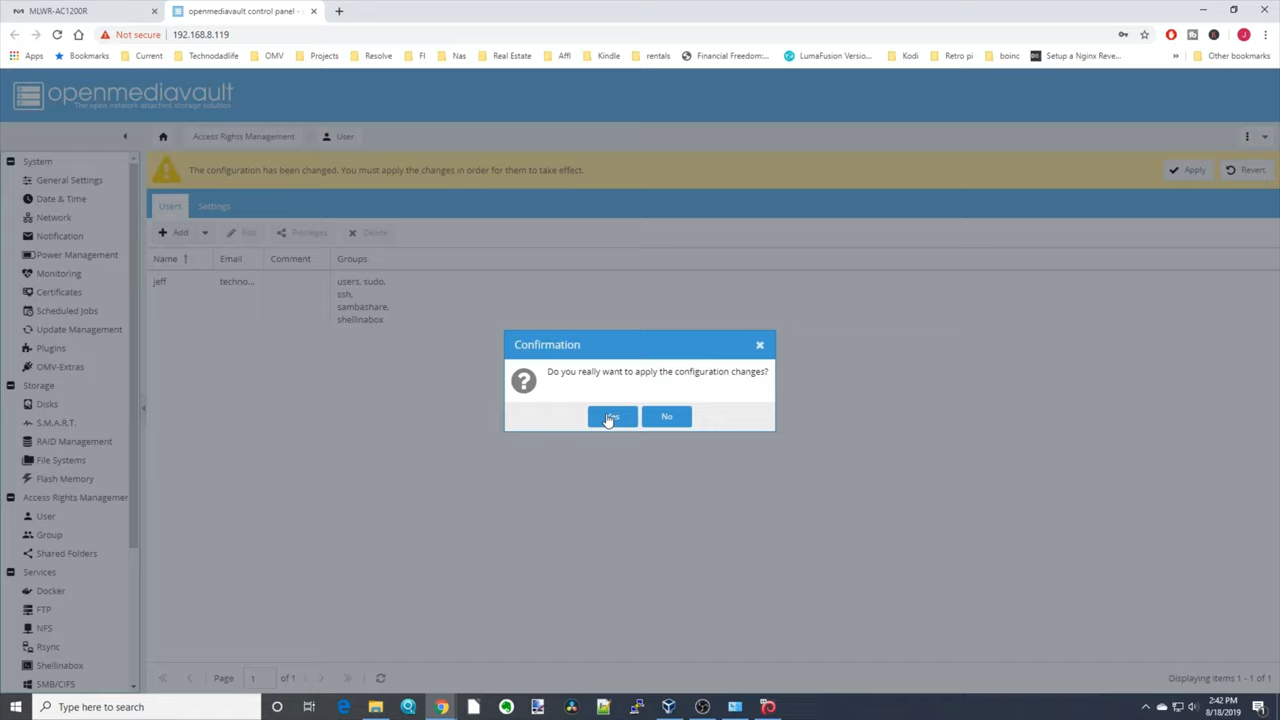 MLWR-AC1200R
openmediavault control panel -
Not secure
192.168.8.119
Apps
Bookmarks
Current
Technodadlife
OMV
Projects
Resolve
FI
Nas
Real Estate
Affl
Kindle
rentals
Financial Freedom:...
LumaFusion Versio...
Kodi
Retro pi
boinc
Setup a Nginx Reve...
»
Other bookmarks
openmediavault
The open network attached storage solution
Access Rights Management
User
System
General Settings
Date & Time
Network
Notification
Power Management
Monitoring
Certificates
Scheduled Jobs
Update Management
Plugins
OMV-Extras
Storage
Disks
S.M.A.R.T.
RAID Management
File Systems
Flash Memory
Access Rights Managemer
User
Group
Shared Folders
Services
Docker
FTP
NFS
Rsync
Shellinabox
SMB/CIFS
The configuration has been changed. You must apply the changes in order for them to take effect.
Apply
Revert
Users
Settings
Add
Edit
Privileges
Delete
Name
Email
Comment
Groups
jeff
techno...
users, sudo,
ssh,
sambashare,
shellinabox
Confirmation
Do you really want to apply the configuration changes?
No
Page 1 of 1
Displaying items 1 - 1 of 1
Type here to search
2:42 PM
8/18/2019